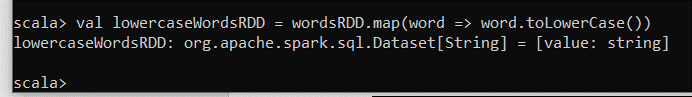 scala> val lowercaseWordsRDD = wordsRDD.map(word => word.toLowerCase())
lowercaseWordsRDD: org.apache.spark.sql.Dataset[String] = [value: string]
scala>